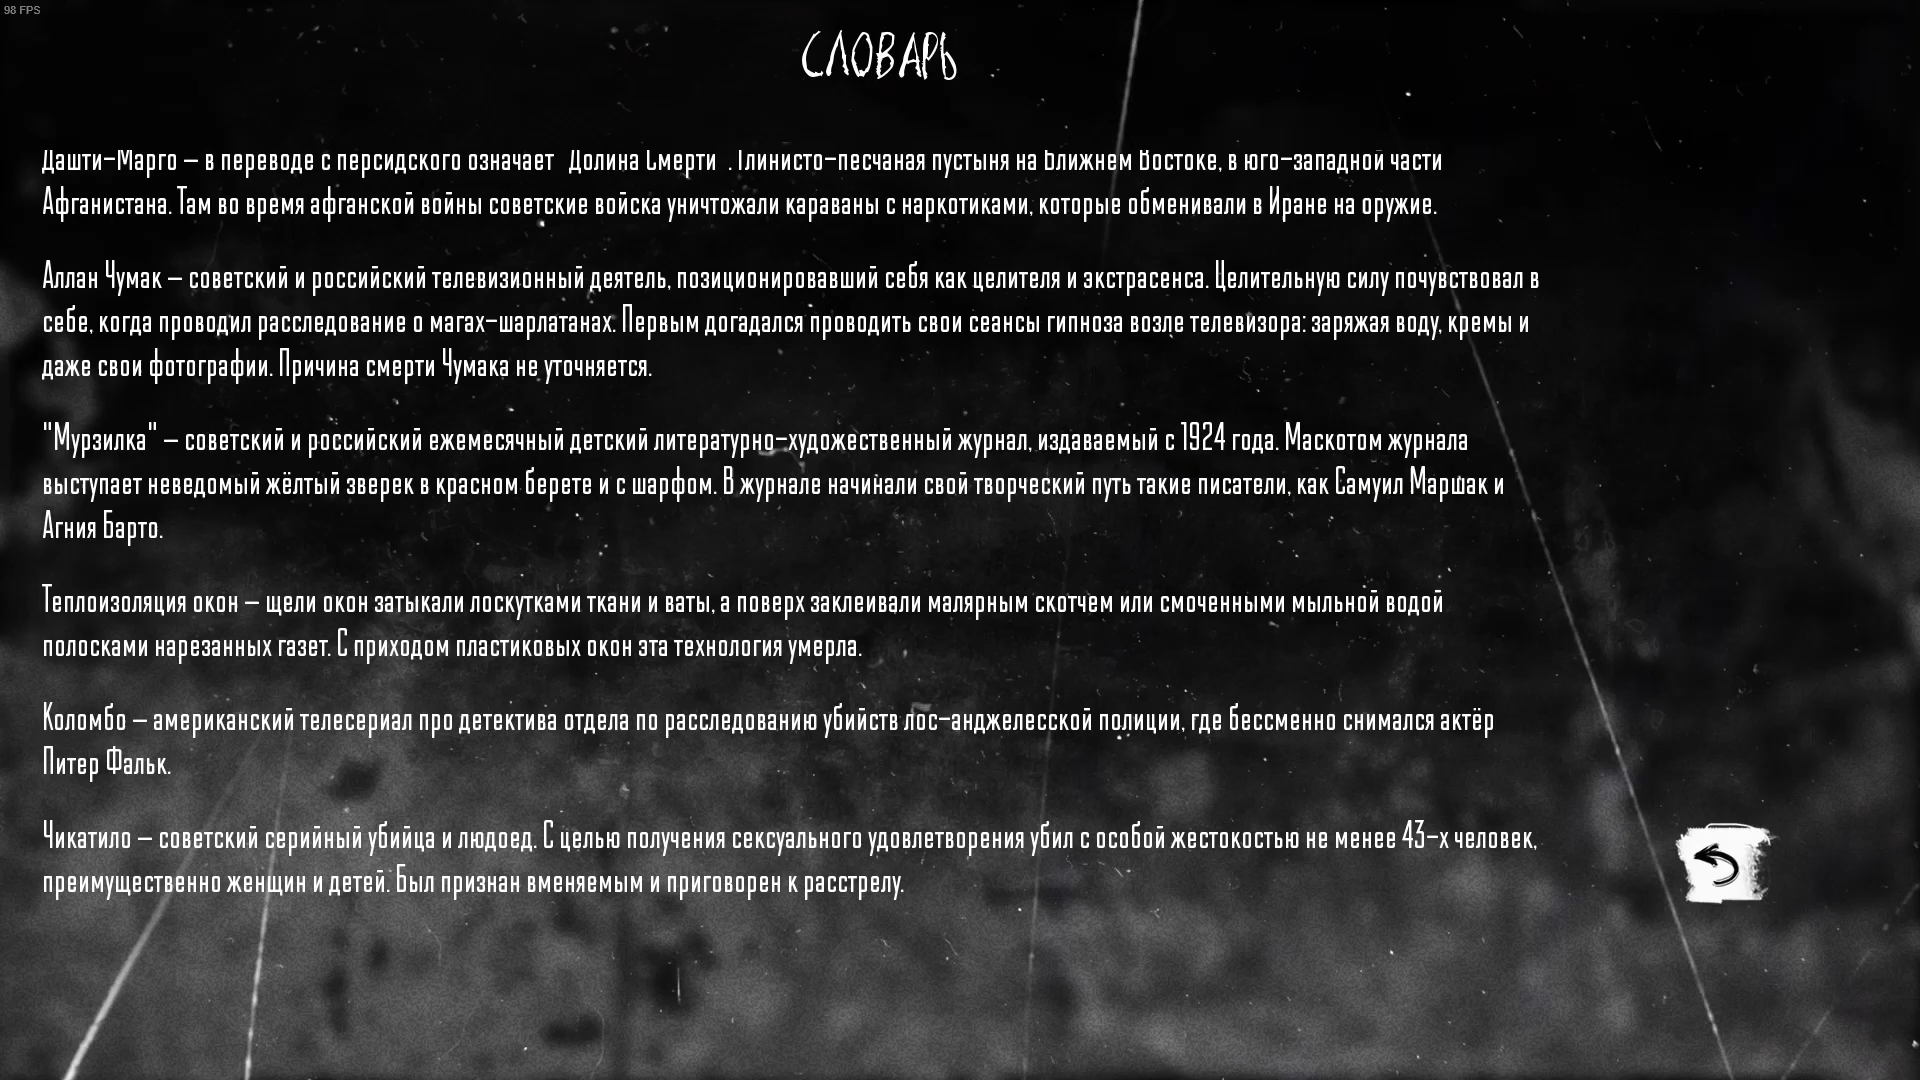 98 FPS
СЛОВАРЬ
Дашти-Марго – в переводе с персидского означает "Долина Смерти". Глинисто-песчаная пустыня на Ближнем Востоке, в юго-западной части
Афганистана. Там во время афганской войны советские войска уничтожали караваны с наркотиками, которые обменивали в Иране на оружие.
Аллан Чумак – советский и российский телевизионный деятель, позиционировавший себя как целителя и экстрасенса. Целительную силу почувствовал в
себе, когда проводил расследование о магах-шарлатанах. Первым догадался проводить свои сеансы гипноза возле телевизора: заряжая воду, кремы и
даже свои фотографии. Причина смерти Чумака не уточняется.
"Мурзилка" – советский и российский ежемесячный детский литературно-художественный журнал, издаваемый с 1924 года. Маскотом журнала
выступает неведомый жёлтый зверек в красном берете и с шарфом. В журнале начинали свой творческий путь такие писатели, как Самуил Маршак и
Агния Барто.
Теплоизоляция окон – щели окон затыкали лоскутками ткани и ваты, а поверх заклеивали малярным скотчем или смоченными мыльной водой
полосками нарезанных газет. С приходом пластиковых окон эта технология умерла.
Коломбо – американский телесериал про детектива отдела по расследованию убийств лос-анджелесской полиции, где бессменно снимался актёр
Питер Фальк.
Чикатило – советский серийный убийца и людоед. С целью получения сексуального удовлетворения убил с особой жестокостью не менее 43-х человек,
преимущественно женщин и детей. Был признан вменяемым и приговорен к расстрелу.